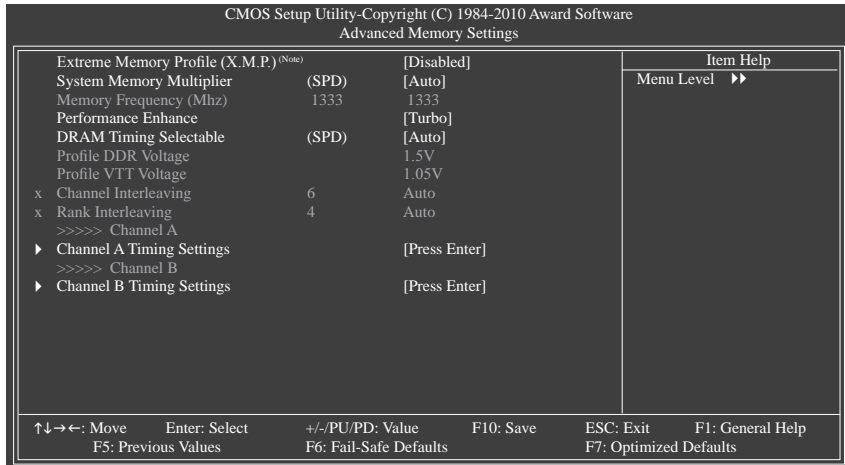 CMOS Setup Utility-Copyright (C) 1984-2010 Award Software
Advanced Memory Settings
Extreme Memory Profile (X.M.P.) (Note) [Disabled]
System Memory Multiplier (SPD) [Auto]
Memory Frequency (Mhz) 1333 1333
Performance Enhance [Turbo]
DRAM Timing Selectable (SPD) [Auto]
Profile DDR Voltage 1.5V
Profile VTT Voltage 1.05V
x Channel Interleaving 6 Auto
x Rank Interleaving 4 Auto
>>>>> Channel A
Channel A Timing Settings [Press Enter]
>>>>> Channel B
Channel B Timing Settings [Press Enter]
Item Help
Menu Level
↑↓→←: Move Enter: Select +/-/PU/PD: Value F10: Save ESC: Exit F1: General Help
F5: Previous Values F6: Fail-Safe Defaults F7: Optimized Defaults